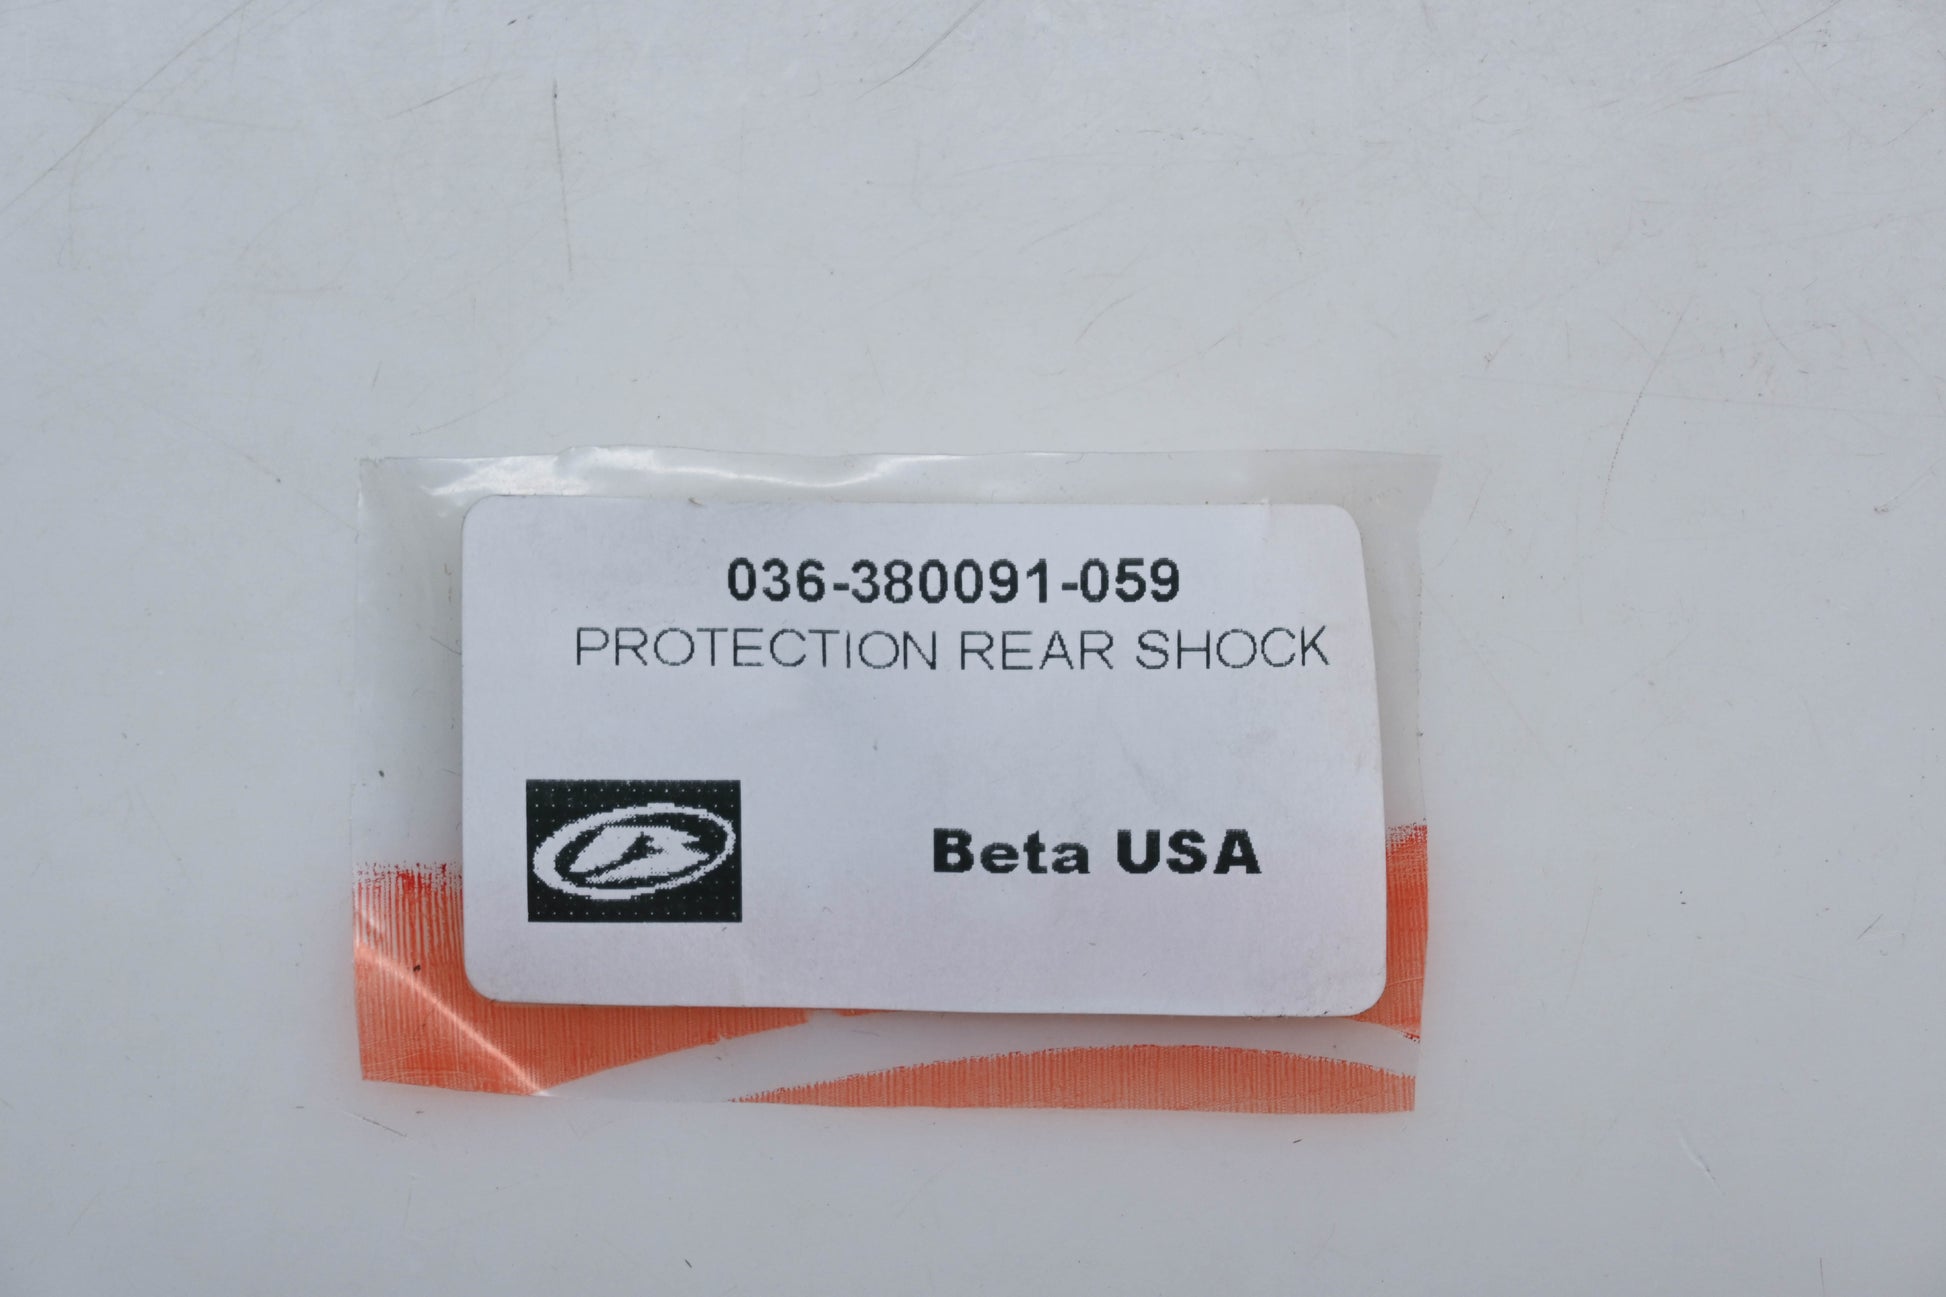 036-380091-059
PROTECTION REAR SHOCK
Beta USA